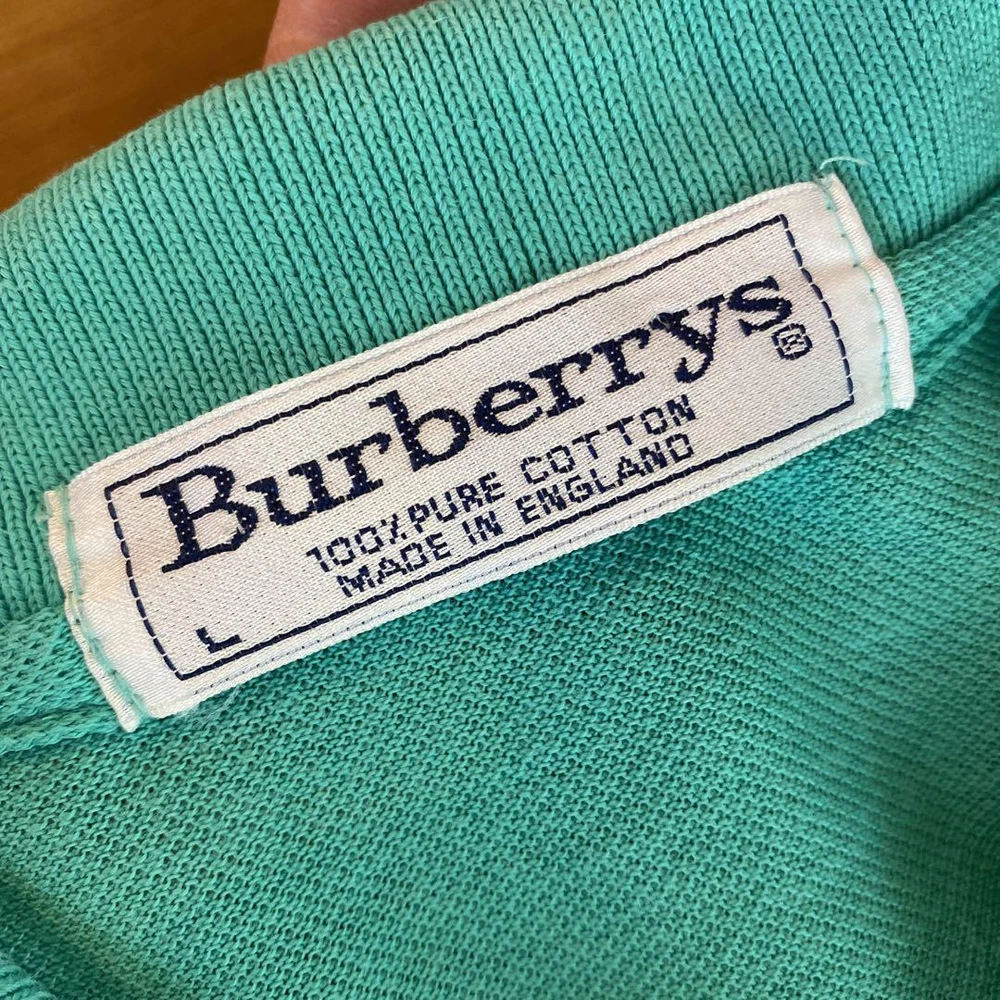 Burberrys®
100% PURE COTTON
MADE IN ENGLAND
L